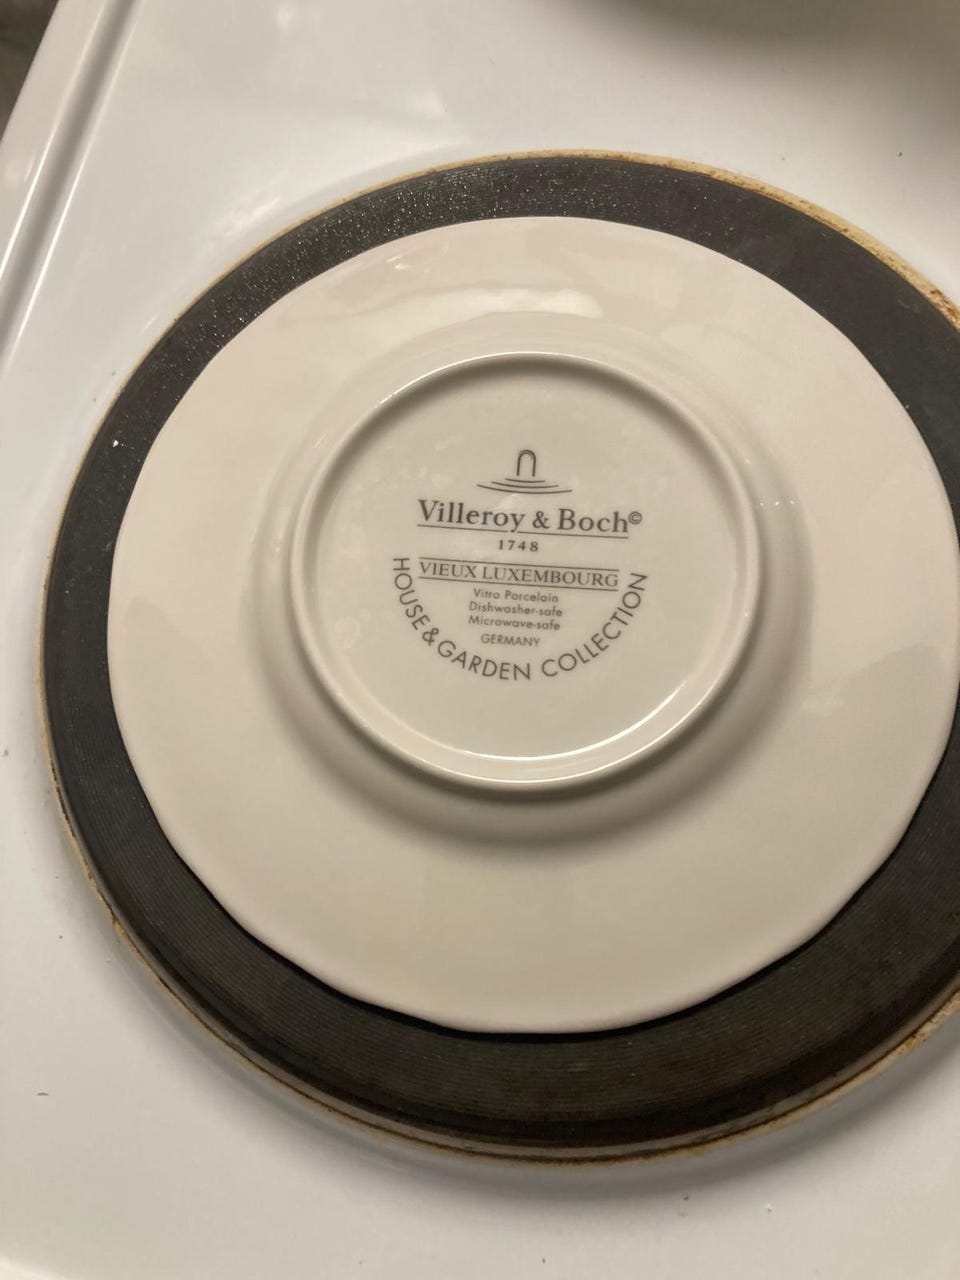 Villeroy & Boch©
1748
VIEUX LUXEMBOURG
Vitro Porcelain
Dishwasher-safe
Microwave-safe
GERMANY
HOUSE & GARDEN COLLECTION